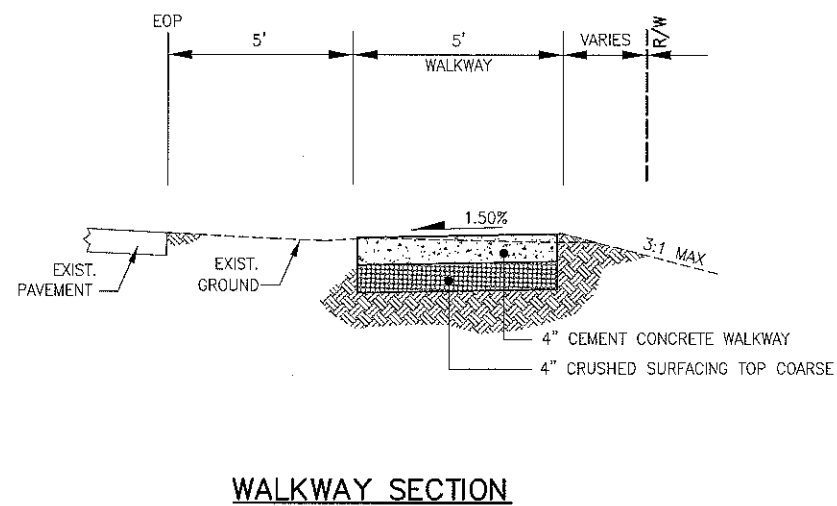 EOP
5'
5'
WALKWAY
VARIES
R/W
1.50%
3:1 MAX
EXIST.
PAVEMENT
EXIST.
GROUND
4" CEMENT CONCRETE WALKWAY
4" CRUSHED SURFACING TOP COARSE
WALKWAY SECTION